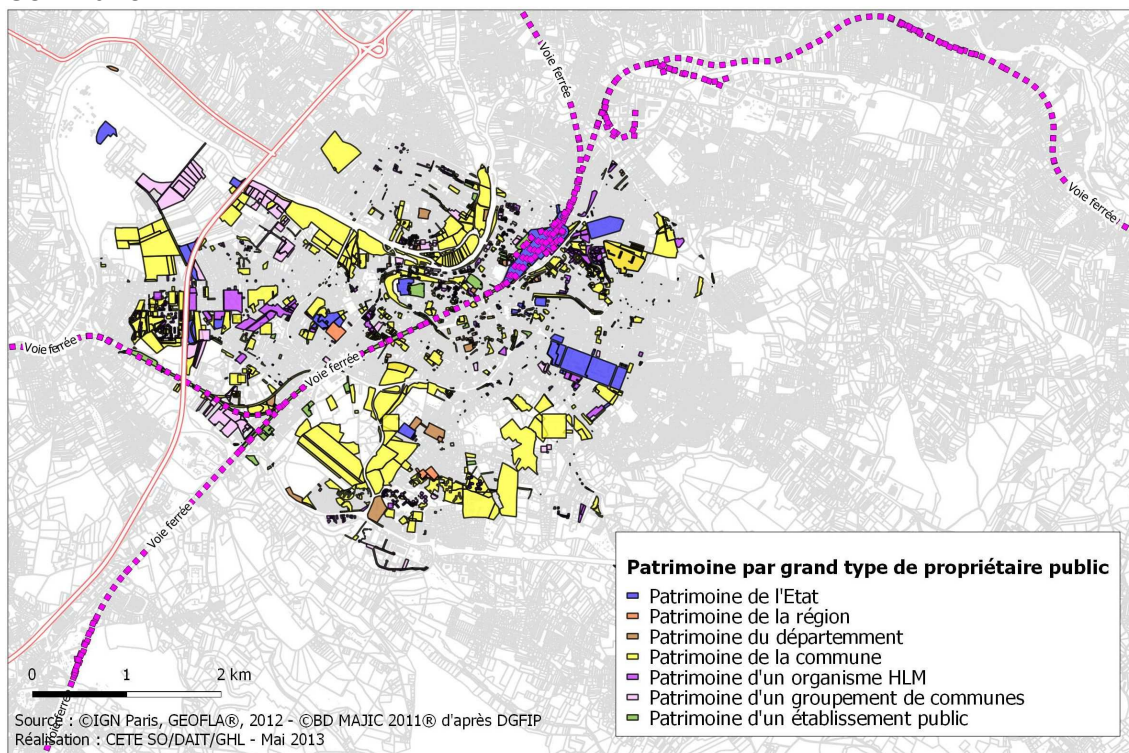 Voie ferrée
Voie ferrée
Voie ferrée
Voie ferrée
Voie ferrée
Voie ferrée
Patrimoine par grand type de propriétaire public
Patrimoine de l'Etat
Patrimoine de la région
Patrimoine du départemment
Patrimoine de la commune
Patrimoine d'un organisme HLM
Patrimoine d'un groupement de communes
Patrimoine d'un établissement public
0 1 2 km
Source : ©IGN Paris, GEOFLA®, 2012 - ©BD MAJIC 2011® d'après DGFIP
Réalisation : CETE SO/DAIT/GHL - Mai 2013